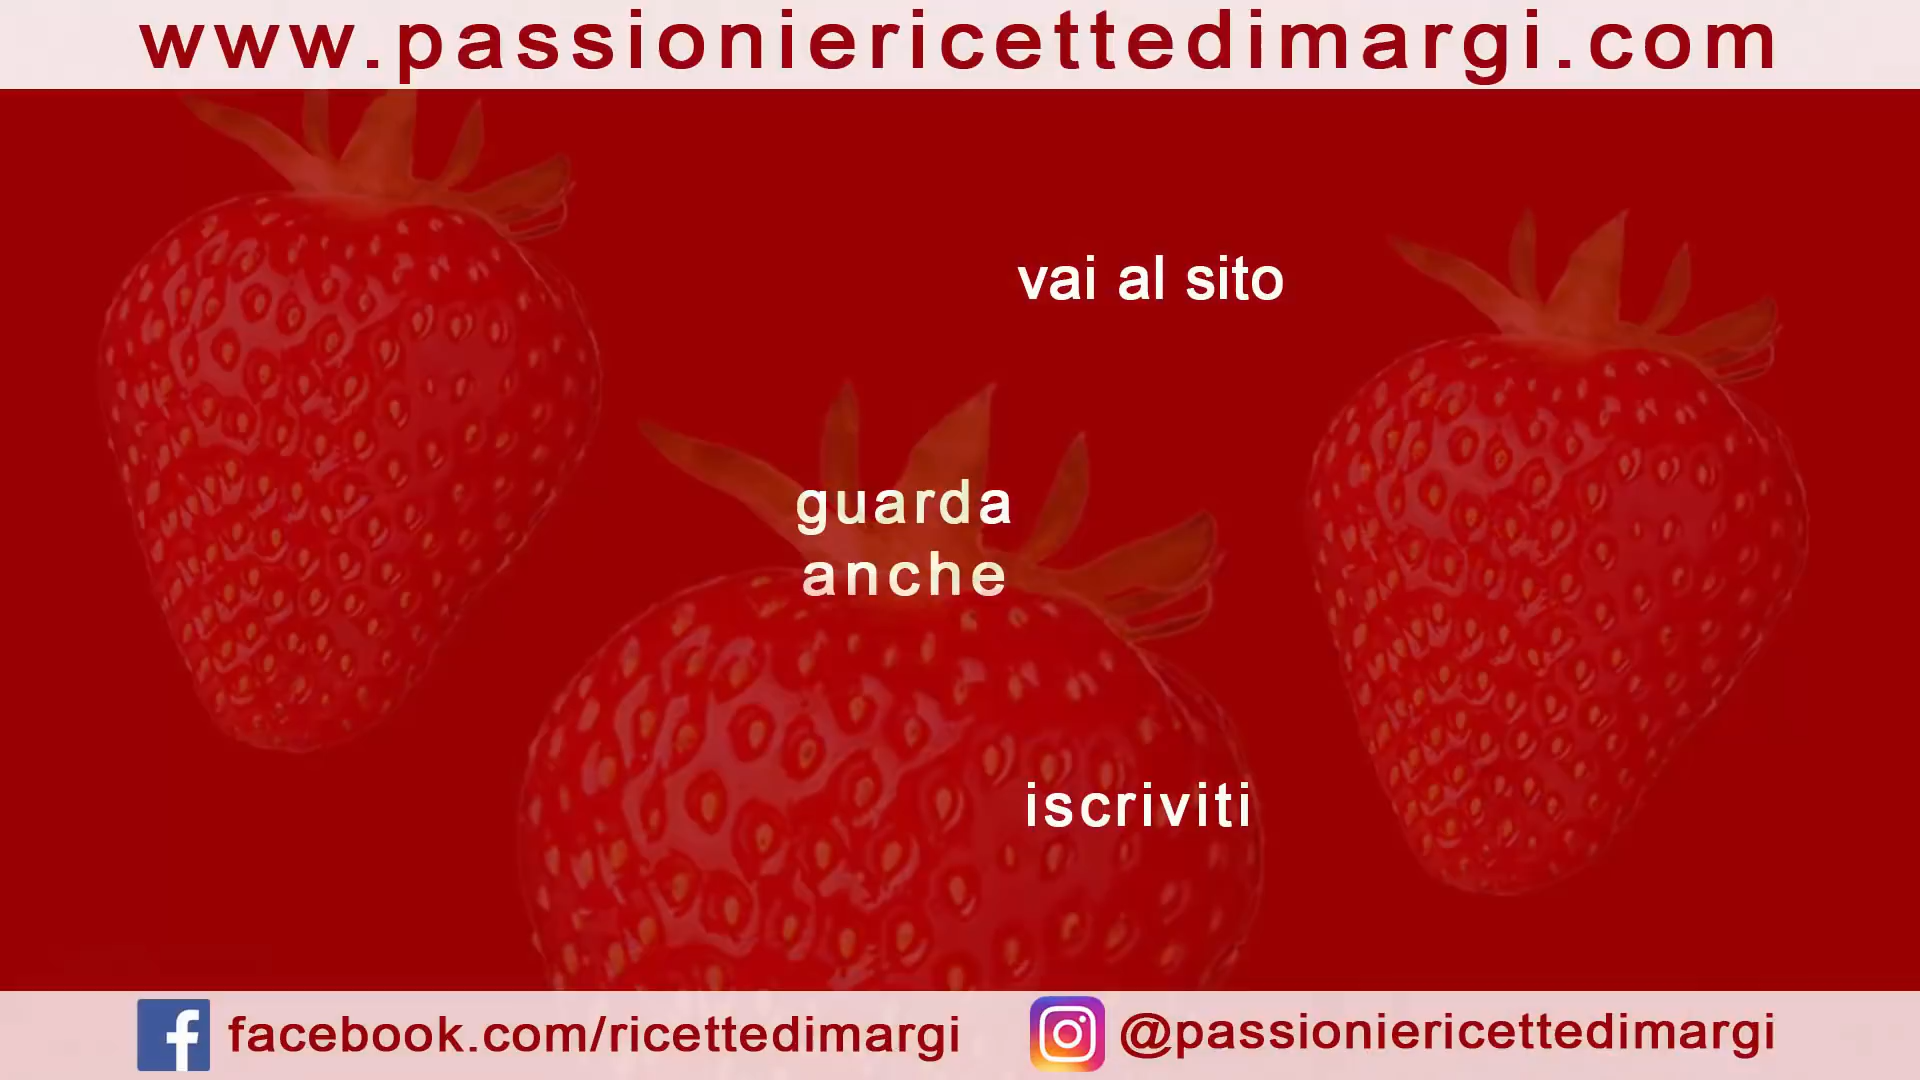 www.passioniericettedimargi.com
vai al sito
guarda
anche
iscriviti
facebook.com/ricettedimargi
@passioniericettedimargi